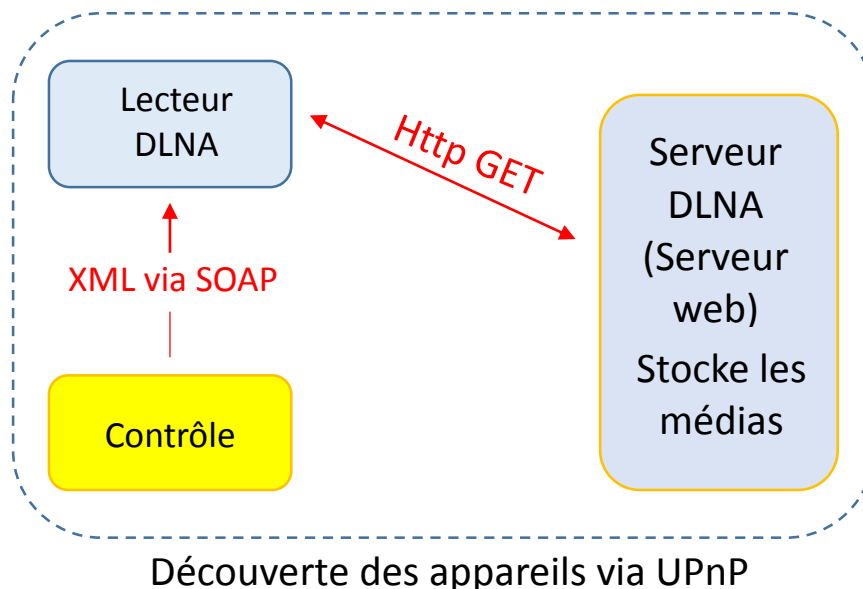 Lecteur
DLNA
Http GET
Serveur
DLNA
(Serveur
web)
Stocke les
médias
XML via SOAP
Contrôle
Découverte des appareils via UPnP